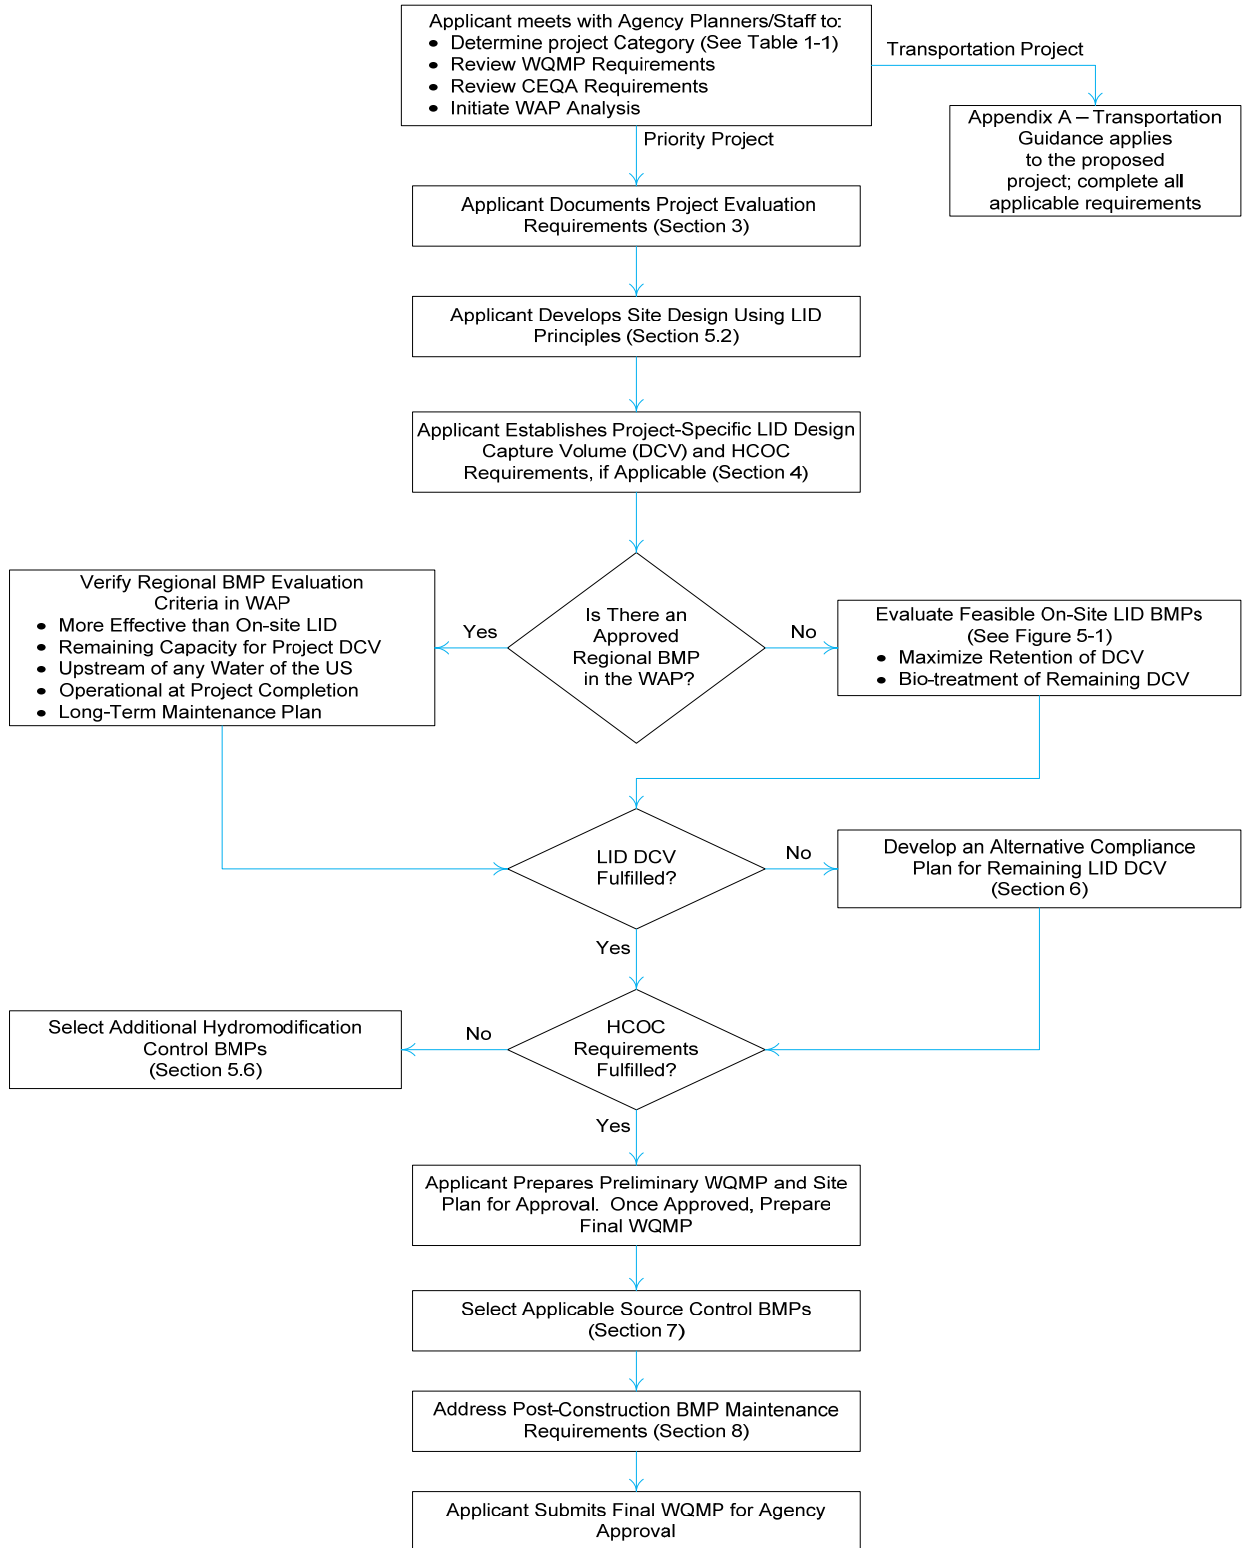 Applicant meets with Agency Planners/Staff to:
• Determine project Category (See Table 1-1)
• Review WQMP Requirements
• Review CEQA Requirements
• Initiate WAP Analysis
Transportation Project
Appendix A – Transportation
Guidance applies
to the proposed
project; complete all
applicable requirements
Priority Project
Applicant Documents Project Evaluation
Requirements (Section 3)
Applicant Develops Site Design Using LID
Principles (Section 5.2)
Applicant Establishes Project-Specific LID Design
Capture Volume (DCV) and HCOC
Requirements, if Applicable (Section 4)
Is There an
Approved
Regional BMP
in the WAP?
Yes
Verify Regional BMP Evaluation
Criteria in WAP
• More Effective than On-site LID
• Remaining Capacity for Project DCV
• Upstream of any Water of the US
• Operational at Project Completion
• Long-Term Maintenance Plan
No
Evaluate Feasible On-Site LID BMPs
(See Figure 5-1)
• Maximize Retention of DCV
• Bio-treatment of Remaining DCV
LID DCV
Fulfilled?
No
Develop an Alternative Compliance
Plan for Remaining LID DCV
(Section 6)
Yes
HCOC
Requirements
Fulfilled?
No
Select Additional Hydromodification
Control BMPs
(Section 5.6)
Yes
Applicant Prepares Preliminary WQMP and Site
Plan for Approval.  Once Approved, Prepare
Final WQMP
Select Applicable Source Control BMPs
(Section 7)
Address Post-Construction BMP Maintenance
Requirements (Section 8)
Applicant Submits Final WQMP for Agency
Approval